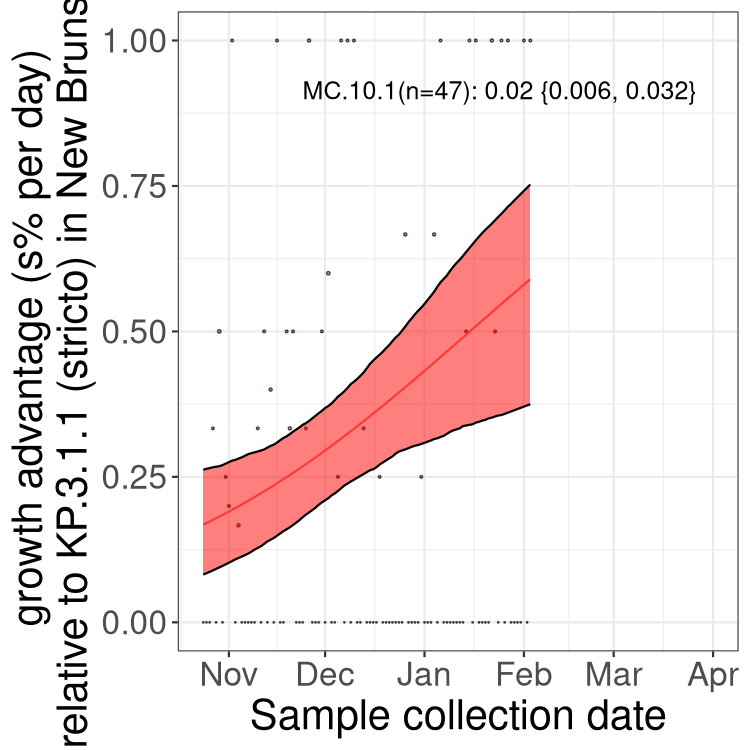 growth advantage (s% per day)
relative to KP.3.1.1 (stricto) in New Bruns
1.00
0.75
0.50
0.25
0.00
MC.10.1(n=47): 0.02 {0.006, 0.032}
Nov Dec Jan Feb Mar Apr
Sample collection date